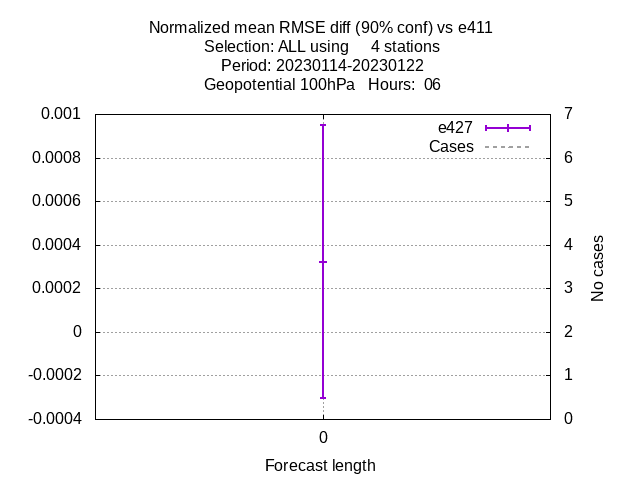 Normalized mean RMSE diff (90% conf) vs e411
Selection: ALL using     4 stations
Period: 20230114-20230122
Geopotential 100hPa   Hours:  06
0.001
0.0008
0.0006
0.0004
0.0002
0
-0.0002
-0.0004
e427
Cases
7
6
5
4
3
2
1
0
No cases
0
Forecast length